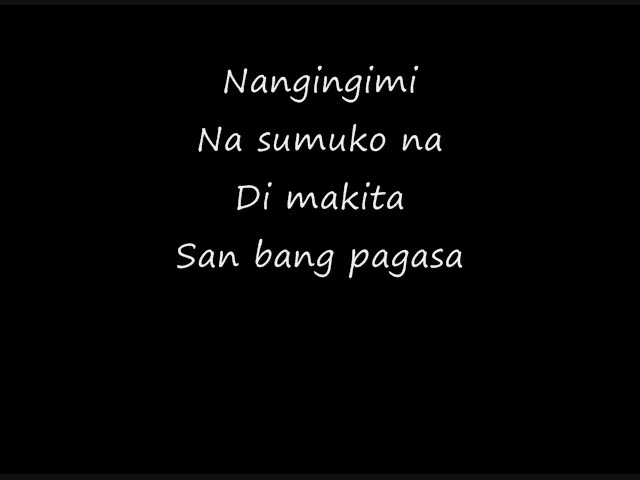 Nangingimi
Na sumuko na
Di makita
San bang pagasa